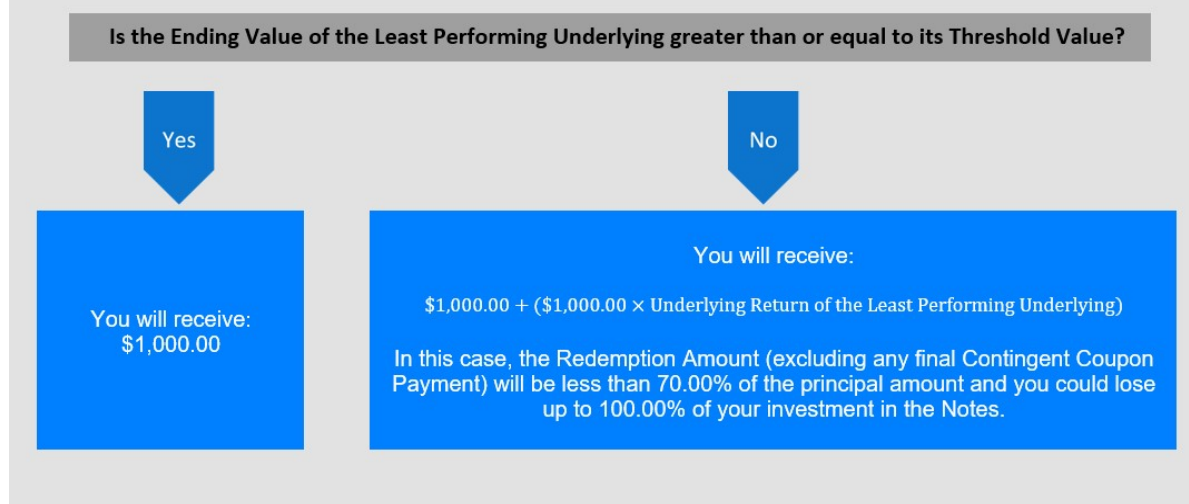 Is the Ending Value of the Least Performing Underlying greater than or equal to its Threshold Value?
Yes
No
You will receive:
$1,000.00
You will receive:
$1,000.00 + ($1,000.00 × Underlying Return of the Least Performing Underlying)
In this case, the Redemption Amount (excluding any final Contingent Coupon
Payment) will be less than 70.00% of the principal amount and you could lose
up to 100.00% of your investment in the Notes.